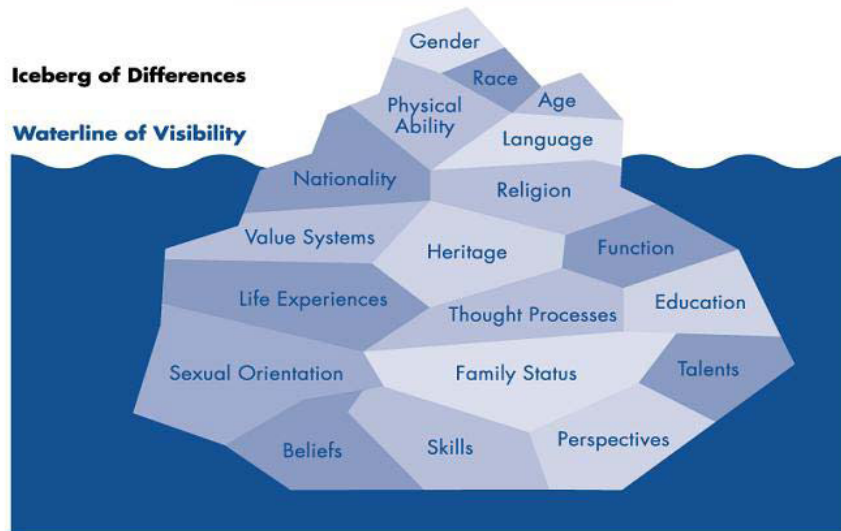 Gender
Iceberg of Differences
Race
Age
Physical
Ability
Waterline of Visibility
Language
Nationality
Religion
Value Systems
Heritage
Function
Life Experiences
Thought Processes
Education
Sexual Orientation
Family Status
Talents
Beliefs
Skills
Perspectives